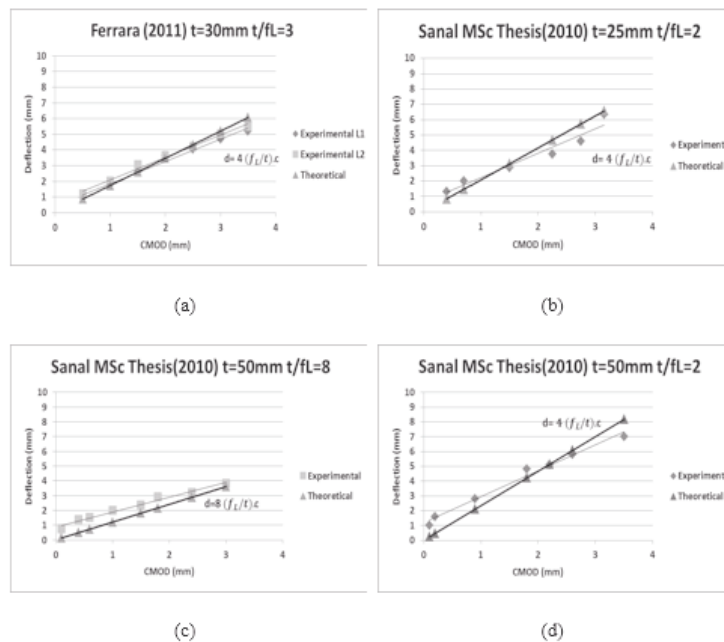 Ferrara (2011) t=30mm t/fL=3
Deflection (mm)
10
9
8
7
6
5
4
3
2
1
0
0 1 2 3 4
CMOD (mm)
d= 4 (f_L/t).c
Experimental L1
Experimental L2
Theoretical
(a)
Sanal MSc Thesis(2010) t=25mm t/fL=2
Deflection (mm)
10
9
8
7
6
5
4
3
2
1
0
0 1 2 3 4
CMOD (mm)
d= 4 (f_L/t).c
Experiment
Theoretical
(b)
Sanal MSc Thesis(2010) t=50mm t/fL=8
Deflection (mm)
10
9
8
7
6
5
4
3
2
1
0
0 1 2 3 4
CMOD (mm)
d=8 (f_L/t).c
Experimental
Theoretical
(c)
Sanal MSc Thesis(2010) t=50mm t/fL=2
Deflection (mm)
10
9
8
7
6
5
4
3
2
1
0
0 1 2 3 4
CMOD (mm)
d= 4 (f_L/t).c
Experiment
Theoretical
(d)